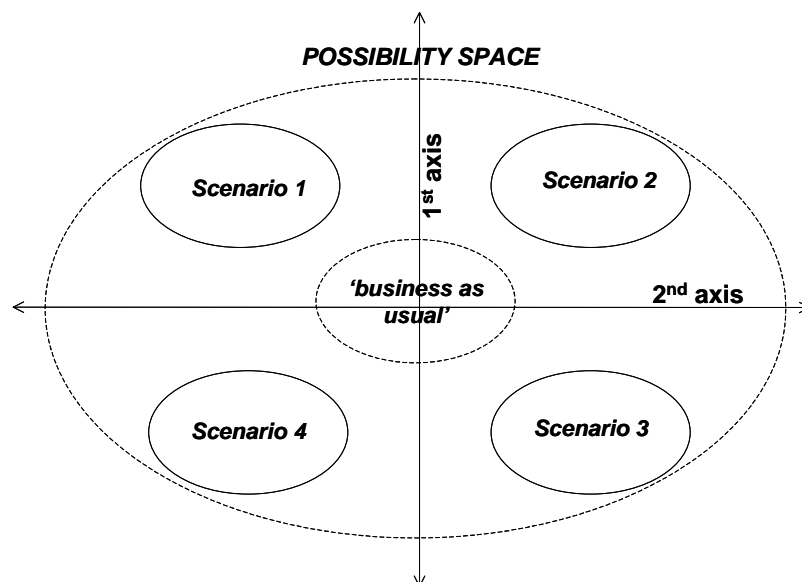 POSSIBILITY SPACE
1st axis
Scenario 1
Scenario 2
‘business as
usual’
2nd axis
Scenario 4
Scenario 3